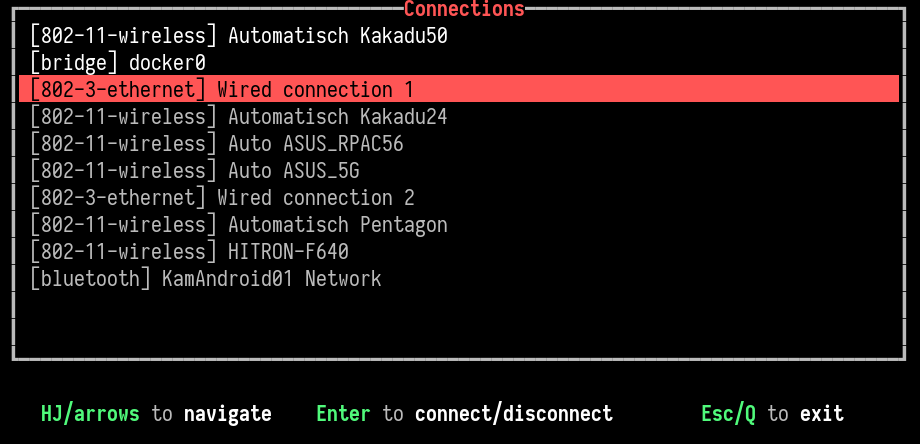 Connections
[802-11-wireless] Automatisch Kakadu50
[bridge] docker0
[802-3-ethernet] Wired connection 1
[802-11-wireless] Automatisch Kakadu24
[802-11-wireless] Auto ASUS_RPAC56
[802-11-wireless] Auto ASUS_5G
[802-3-ethernet] Wired connection 2
[802-11-wireless] Automatisch Pentagon
[802-11-wireless] HITRON-F640
[bluetooth] KamAndroid01 Network
HJ/arrows to navigate Enter to connect/disconnect Esc/Q to exit